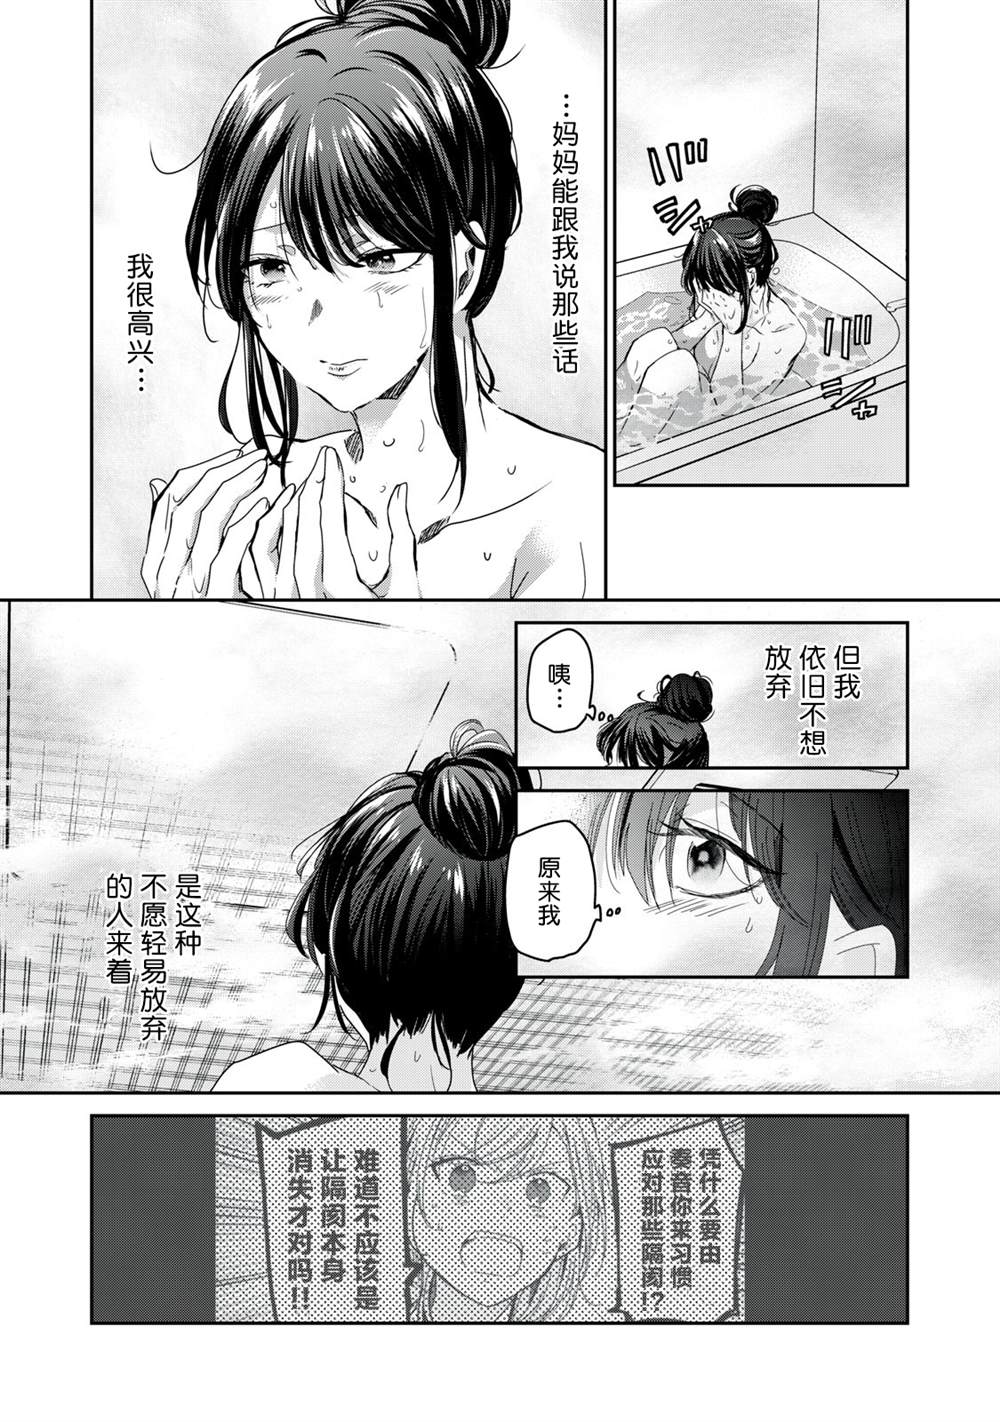 …妈妈能跟我说那些话
我很高兴…
但我
依旧不想
放弃
咦…
原来我
是这种
不愿轻易放弃
的人来着
凭什么要由
奏音你来习惯
应对那些隔阂!?
难道不应该是
让隔阂本身
消失才对吗!!